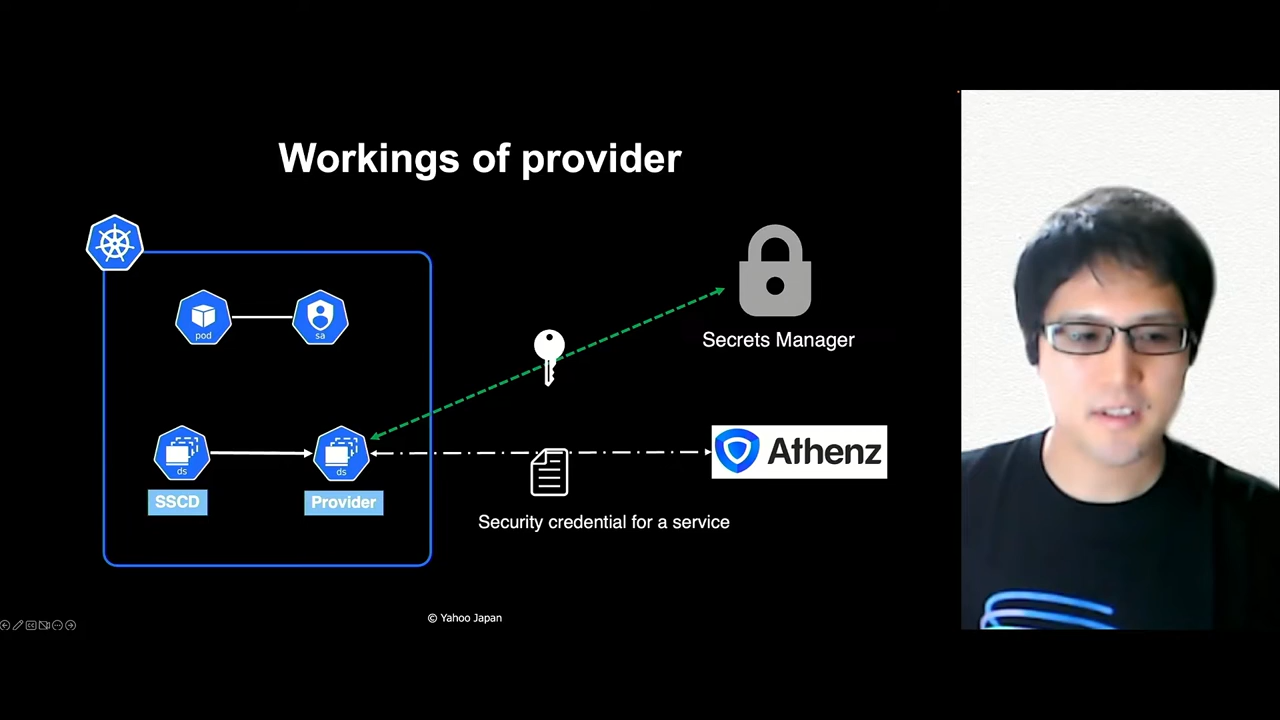 Workings of provider
pod
sa
Secrets Manager
ds
ds
Athenz
SSCD
Provider
Security credential for a service
© Yahoo Japan